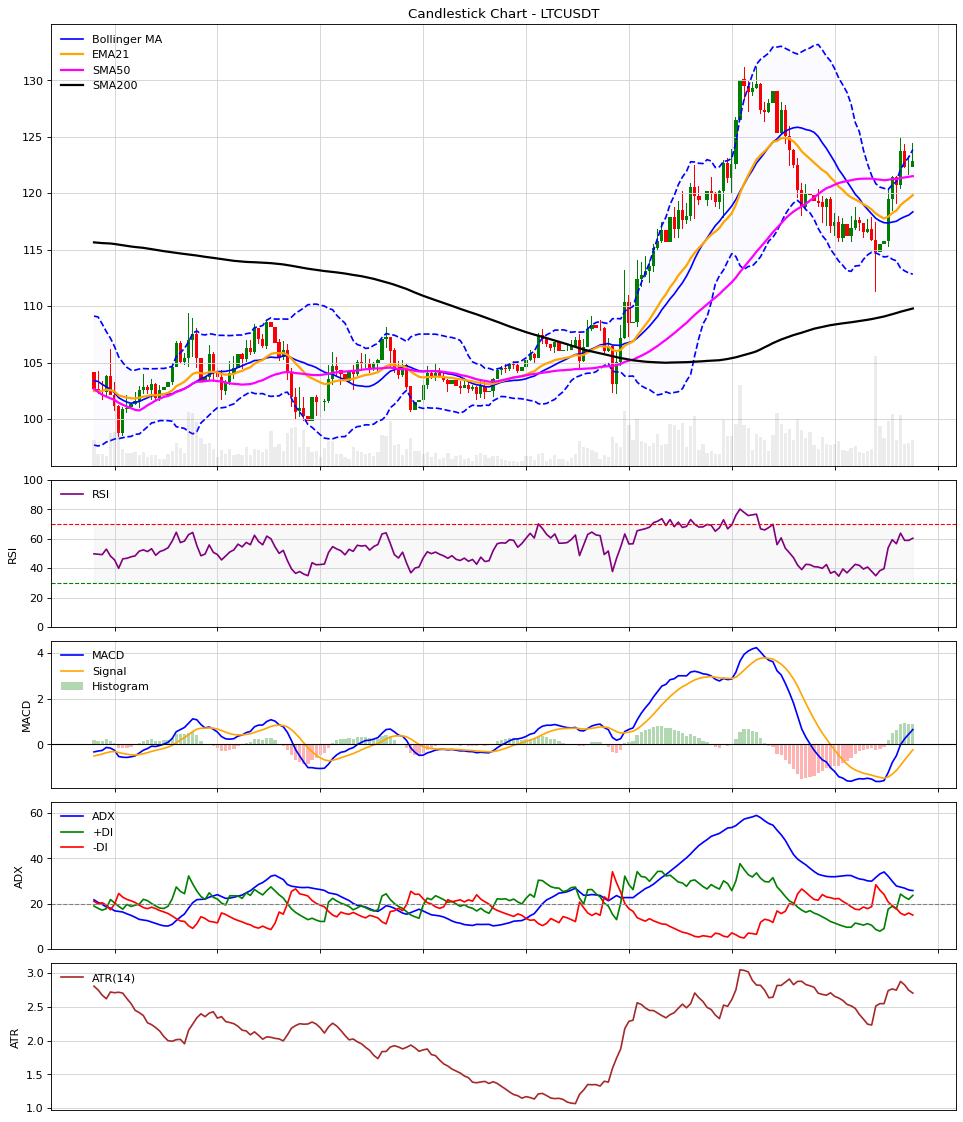 Candlestick Chart - LTCUSDT
Bollinger MA
EMA21
SMA50
SMA200
130
125
120
115
110
105
100
RSI
RSI
100
80
60
40
20
0
MACD
Signal
Histogram
MACD
4
2
0
ADX
+DI
-DI
ADX
60
40
20
0
ATR(14)
ATR
3.0
2.5
2.0
1.5
1.0